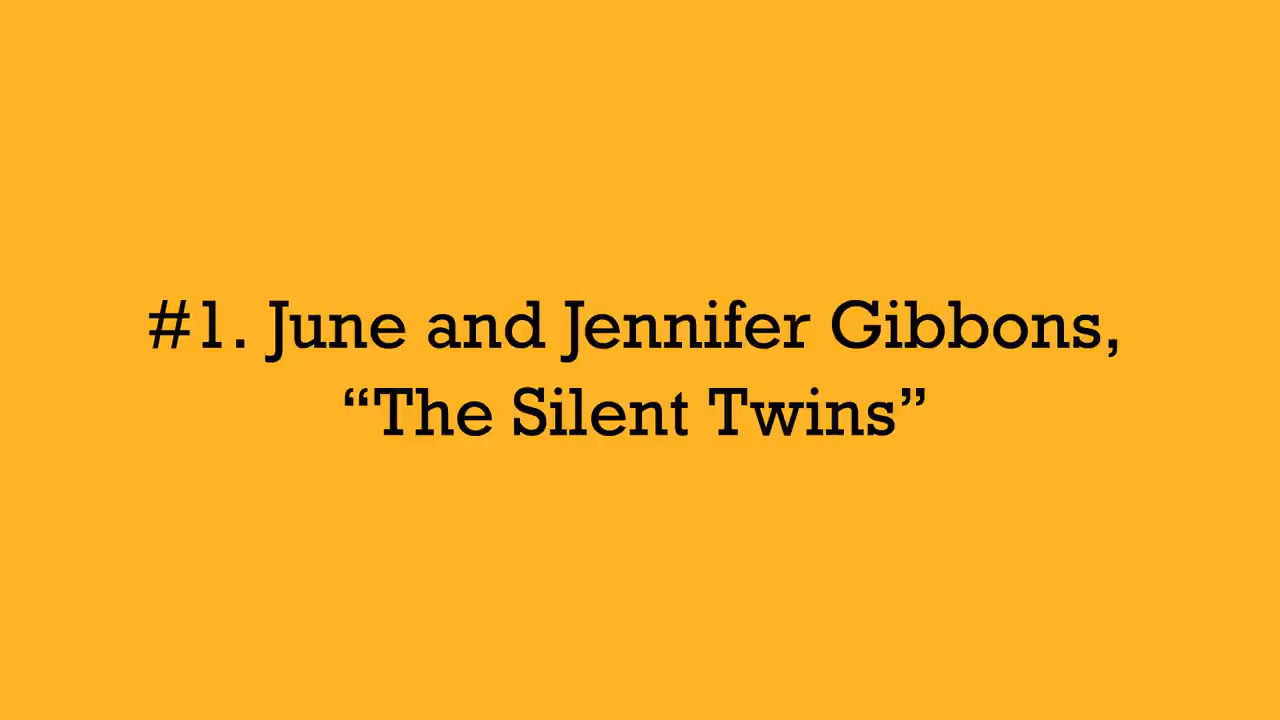 #1. June and Jennifer Gibbons,
“The Silent Twins”